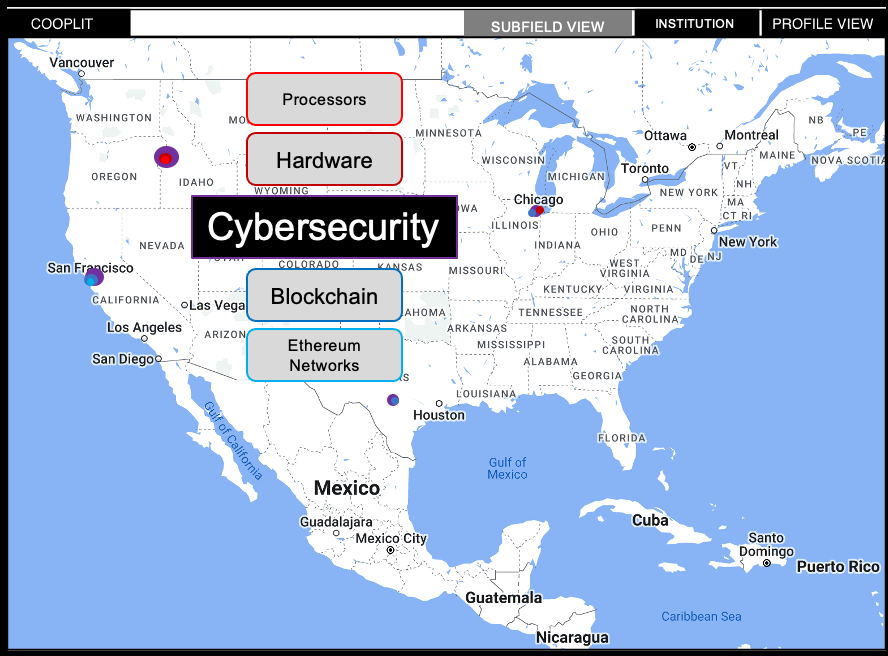 COOPLIT
SUBFIELD VIEW
INSTITUTION
PROFILE VIEW
Vancouver
WASHINGTON
MO
Processors
MINNESOTA
Ottawa
Montreal
NB
PE
OREGON
IDAHO
Hardware
WISCONSIN
MICHIGAN
Toronto
VT
MAINE
NOVA SCOTIA
NH
WYOMING
NEW YORK
MA
CT RI
Chicago
OWA
ILLINOIS
INDIANA
OHIO
PENN
NEVADA
Cybersecurity
New York
MD
DE
NJ
UTAH
COLORADO
KANSAS
MISSOURI
WEST
VIRGINIA
KENTUCKY
VIRGINIA
San Francisco
CALIFORNIA
Las Vega
Blockchain
AHOMA
TENNESSEE
NORTH
CAROLINA
ARKANSAS
Los Angeles
ARIZON
Ethereum
Networks
MISSISSIPPI
SOUTH
CAROLINA
San Diego
ALABAMA
GEORGIA
AS
LOUISIANA
Houston
FLORIDA
Gulf of California
Gulf of
Mexico
Mexico
Guadalajara
Mexico City
Cuba
Santo
Domingo
Puerto Rico
Guatemala
Caribbean Sea
Nicaragua